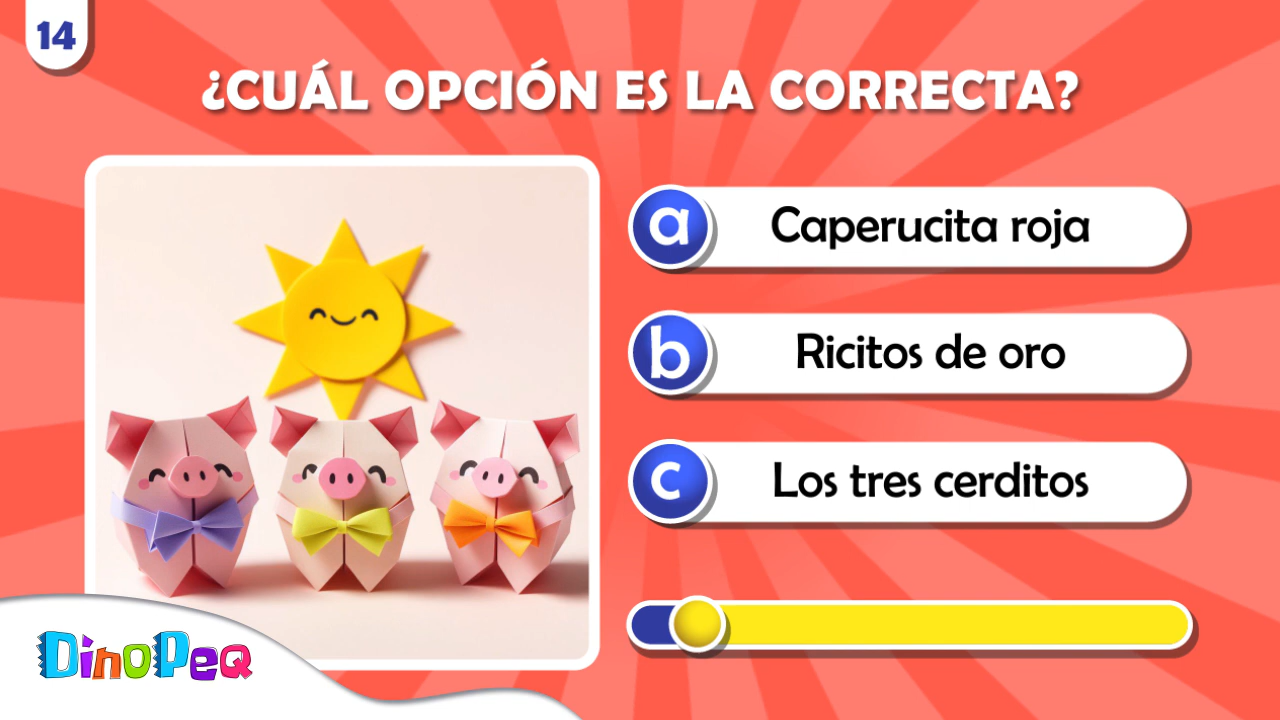 14
¿CUÁL OPCIÓN ES LA CORRECTA?
a Caperucita roja
b Ricitos de oro
c Los tres cerditos
DinoPeq